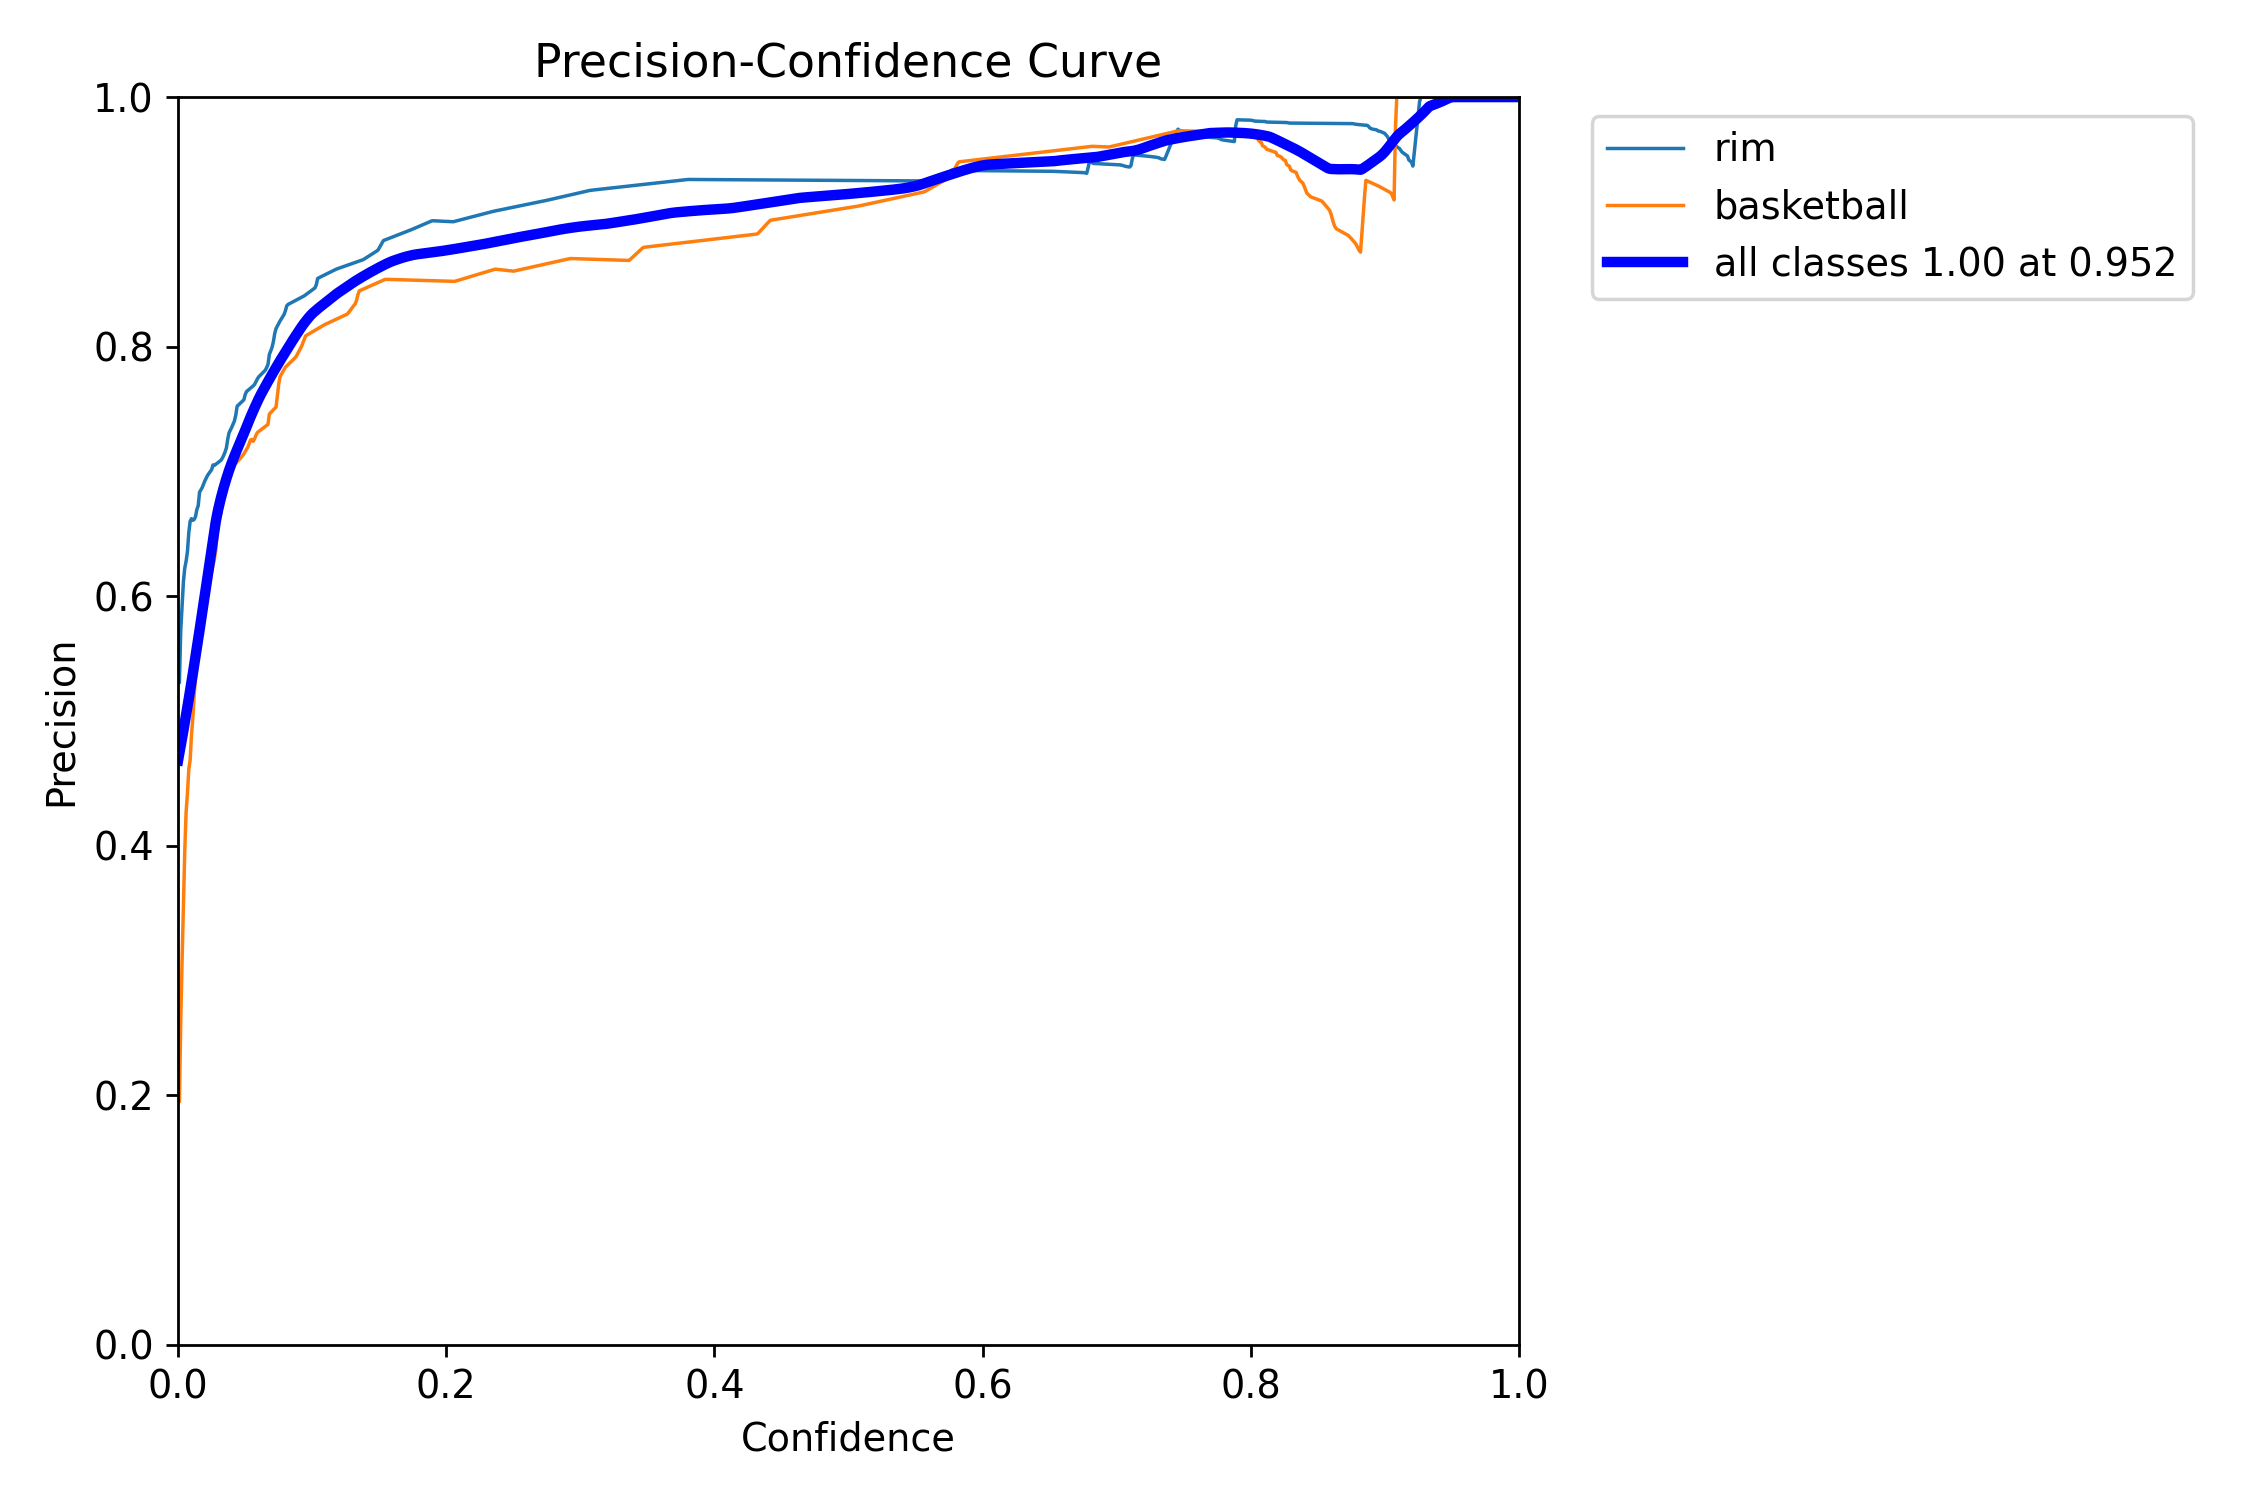 Precision-Confidence Curve
1.0
0.8
0.6
0.4
0.2
0.0
Precision
0.0 0.2 0.4 0.6 0.8 1.0
Confidence
rim
basketball
all classes 1.00 at 0.952